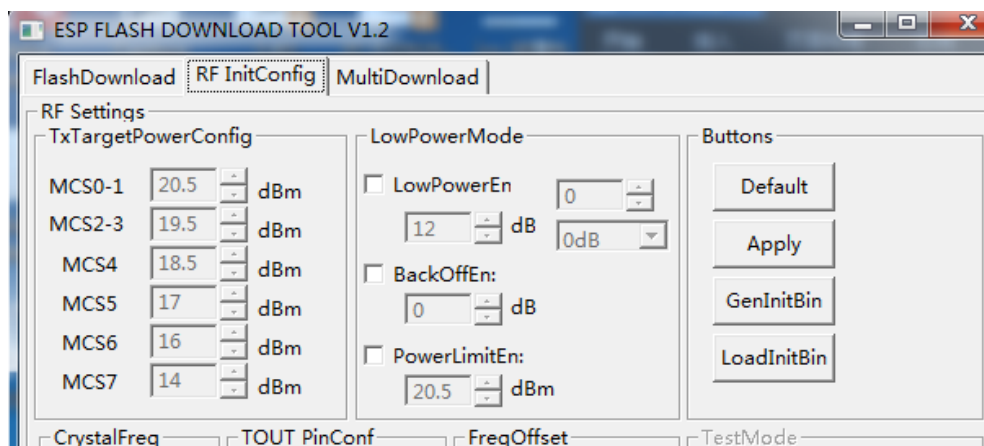 ESP FLASH DOWNLOAD TOOL V1.2
FlashDownload RF InitConfig MultiDownload
RF Settings
TxTargetPowerConfig
MCS0-1 20.5 dBm
MCS2-3 19.5 dBm
MCS4 18.5 dBm
MCS5 17 dBm
MCS6 16 dBm
MCS7 14 dBm
LowPowerMode
LowPowerEn 0
12 dB 0dB
BackOffEn:
0 dB
PowerLimitEn:
20.5 dBm
Buttons
Default
Apply
GenInitBin
LoadInitBin
CrystalFreq TOUT PinConf FreqOffset TestMode